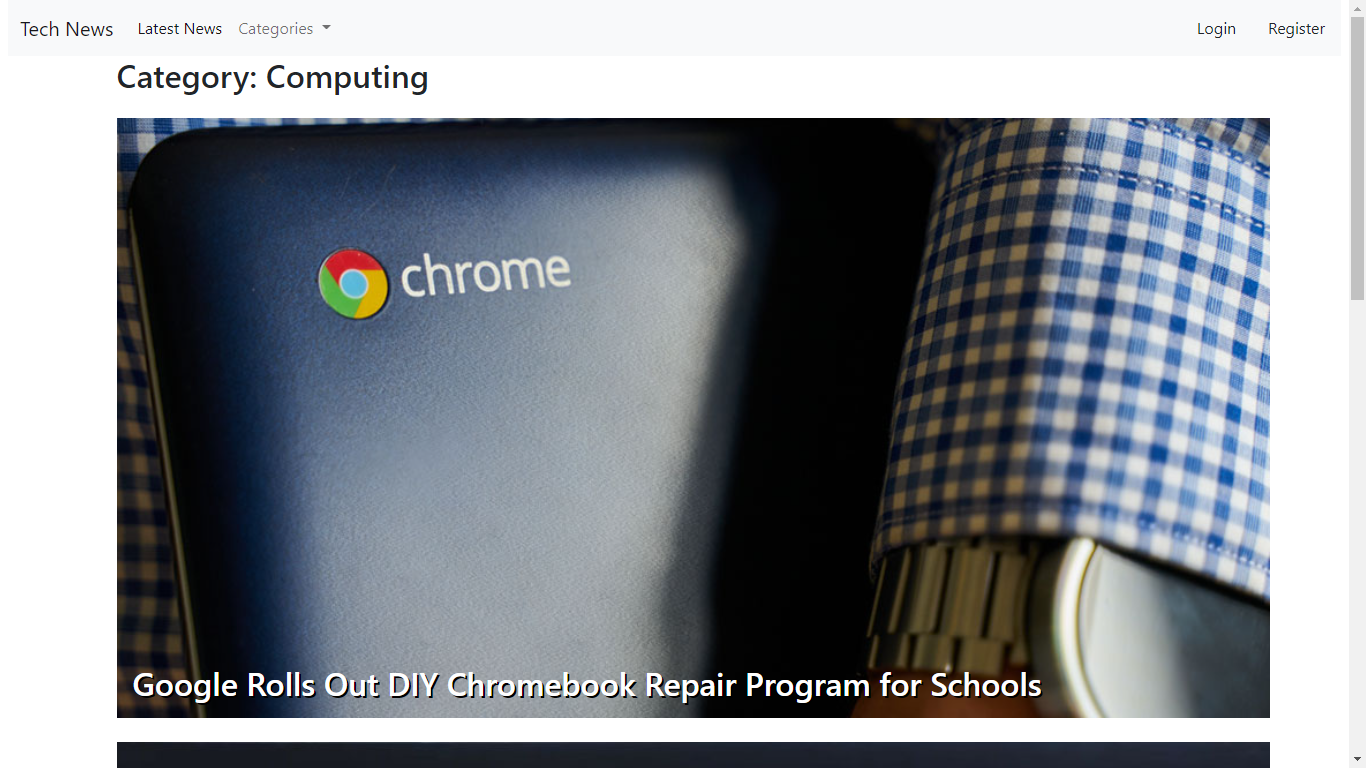 Tech News Latest News Categories Login Register
Category: Computing
chrome
Google Rolls Out DIY Chromebook Repair Program for Schools